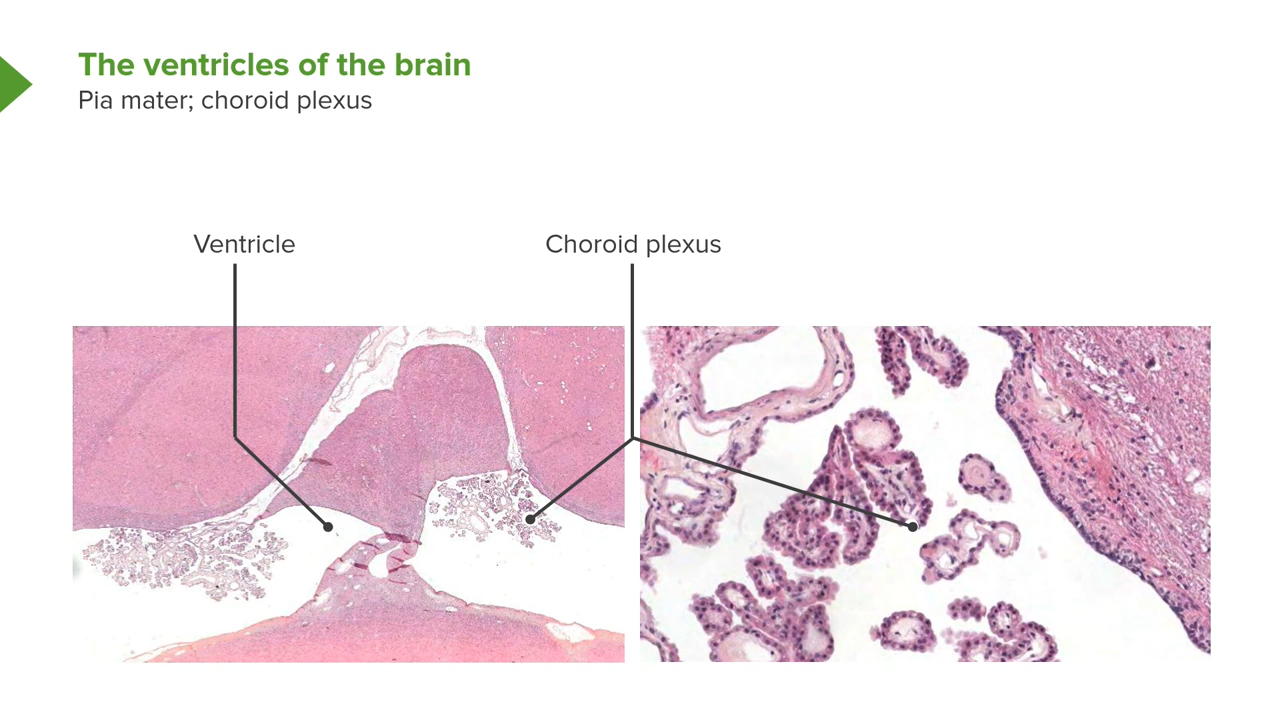 The ventricles of the brain
Pia mater; choroid plexus
Ventricle
Choroid plexus